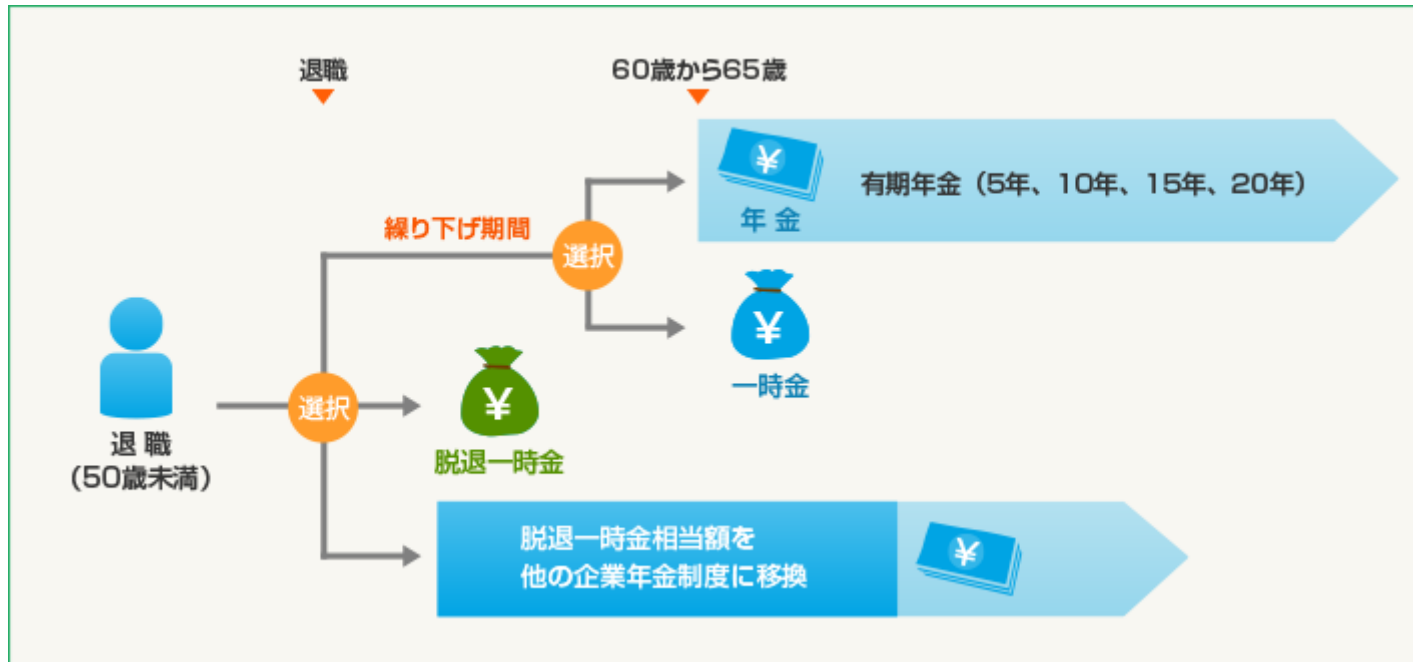 退職
60歳から65歳
¥
有期年金（5年、10年、15年、20年）
年金
繰り下げ期間
選択
¥
一時金
選択
¥
脱退一時金
退職
(50歳未満)
脱退一時金相当額を
他の企業年金制度に移換
¥